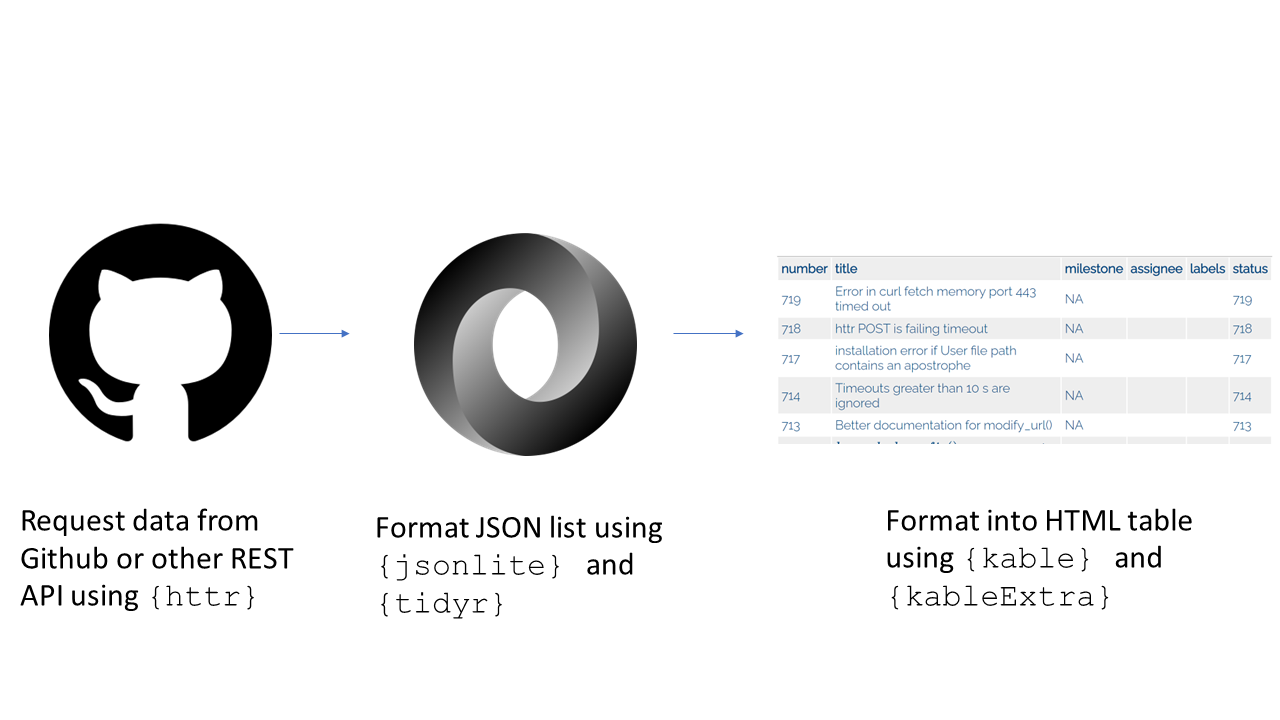 number title milestone assignee labels status
719 Error in curl fetch memory port 443 timed out NA 719
718 httr POST is failing timeout NA 718
717 installation error if User file path contains an apostrophe NA 717
714 Timeouts greater than 10 s are ignored NA 714
713 Better documentation for modify_url() NA 713
Request data from
Github or other REST
API using {httr}
Format JSON list using
{jsonlite} and
{tidyr}
Format into HTML table
using {kable} and
{kableExtra}